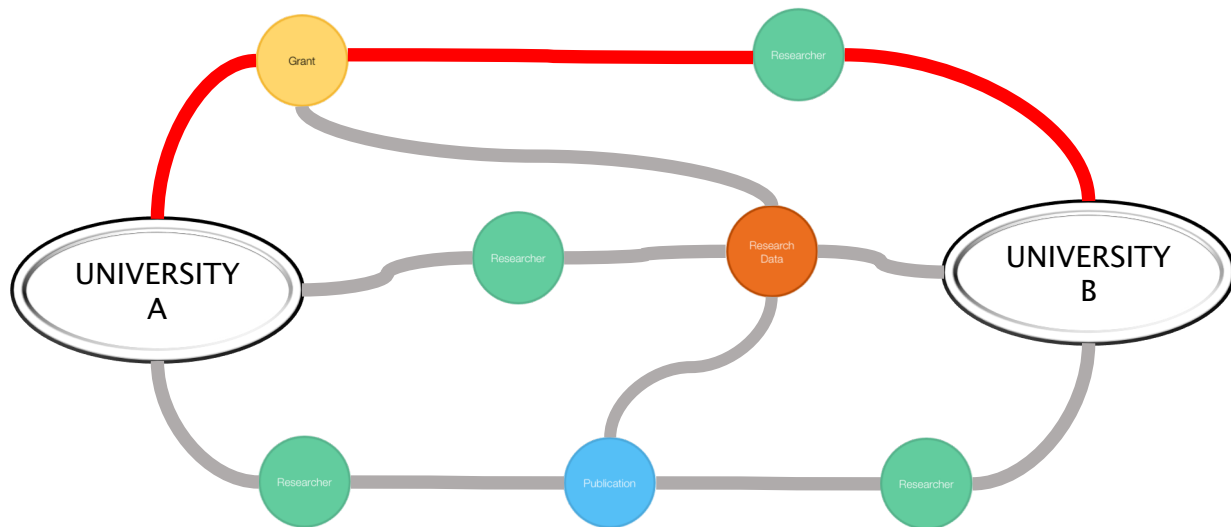 Grant
Researcher
UNIVERSITY
A
Researcher
Research
Data
UNIVERSITY
B
Researcher
Publication
Researcher